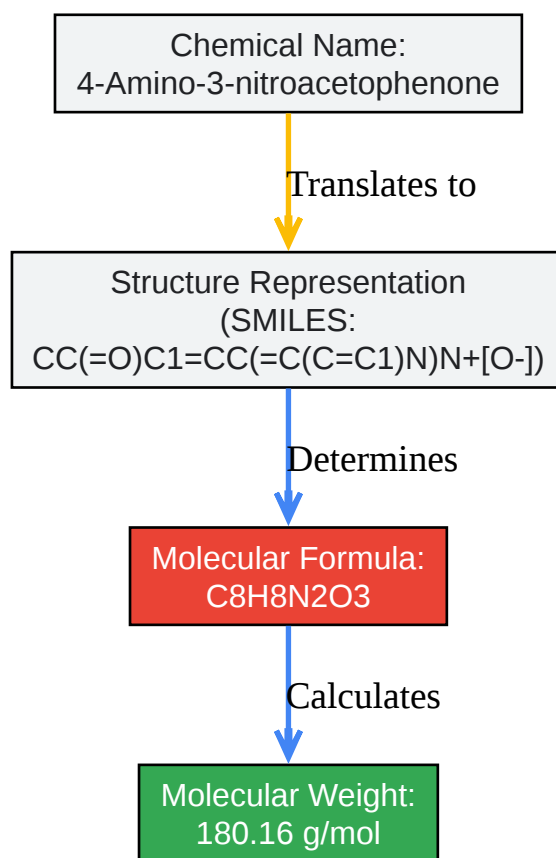 Chemical Name:
4-Amino-3-nitroacetophenone
Translates to
Structure Representation
(SMILES:
CC(=O)C1=CC(=C(C=C1)N)N+[O-])
Determines
Molecular Formula:
C8H8N2O3
Calculates
Molecular Weight:
180.16 g/mol